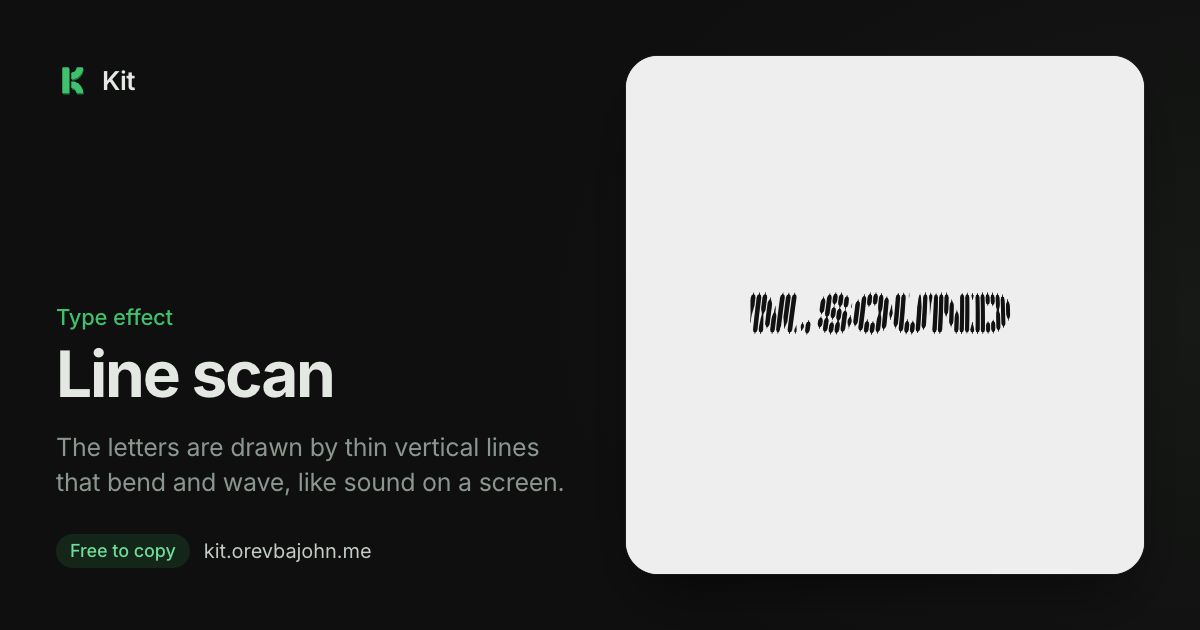 Kit
Type effect
Line scan
The letters are drawn by thin vertical lines
that bend and wave, like sound on a screen.
Free to copy
kit.orevbajohn.me
M.SOUND